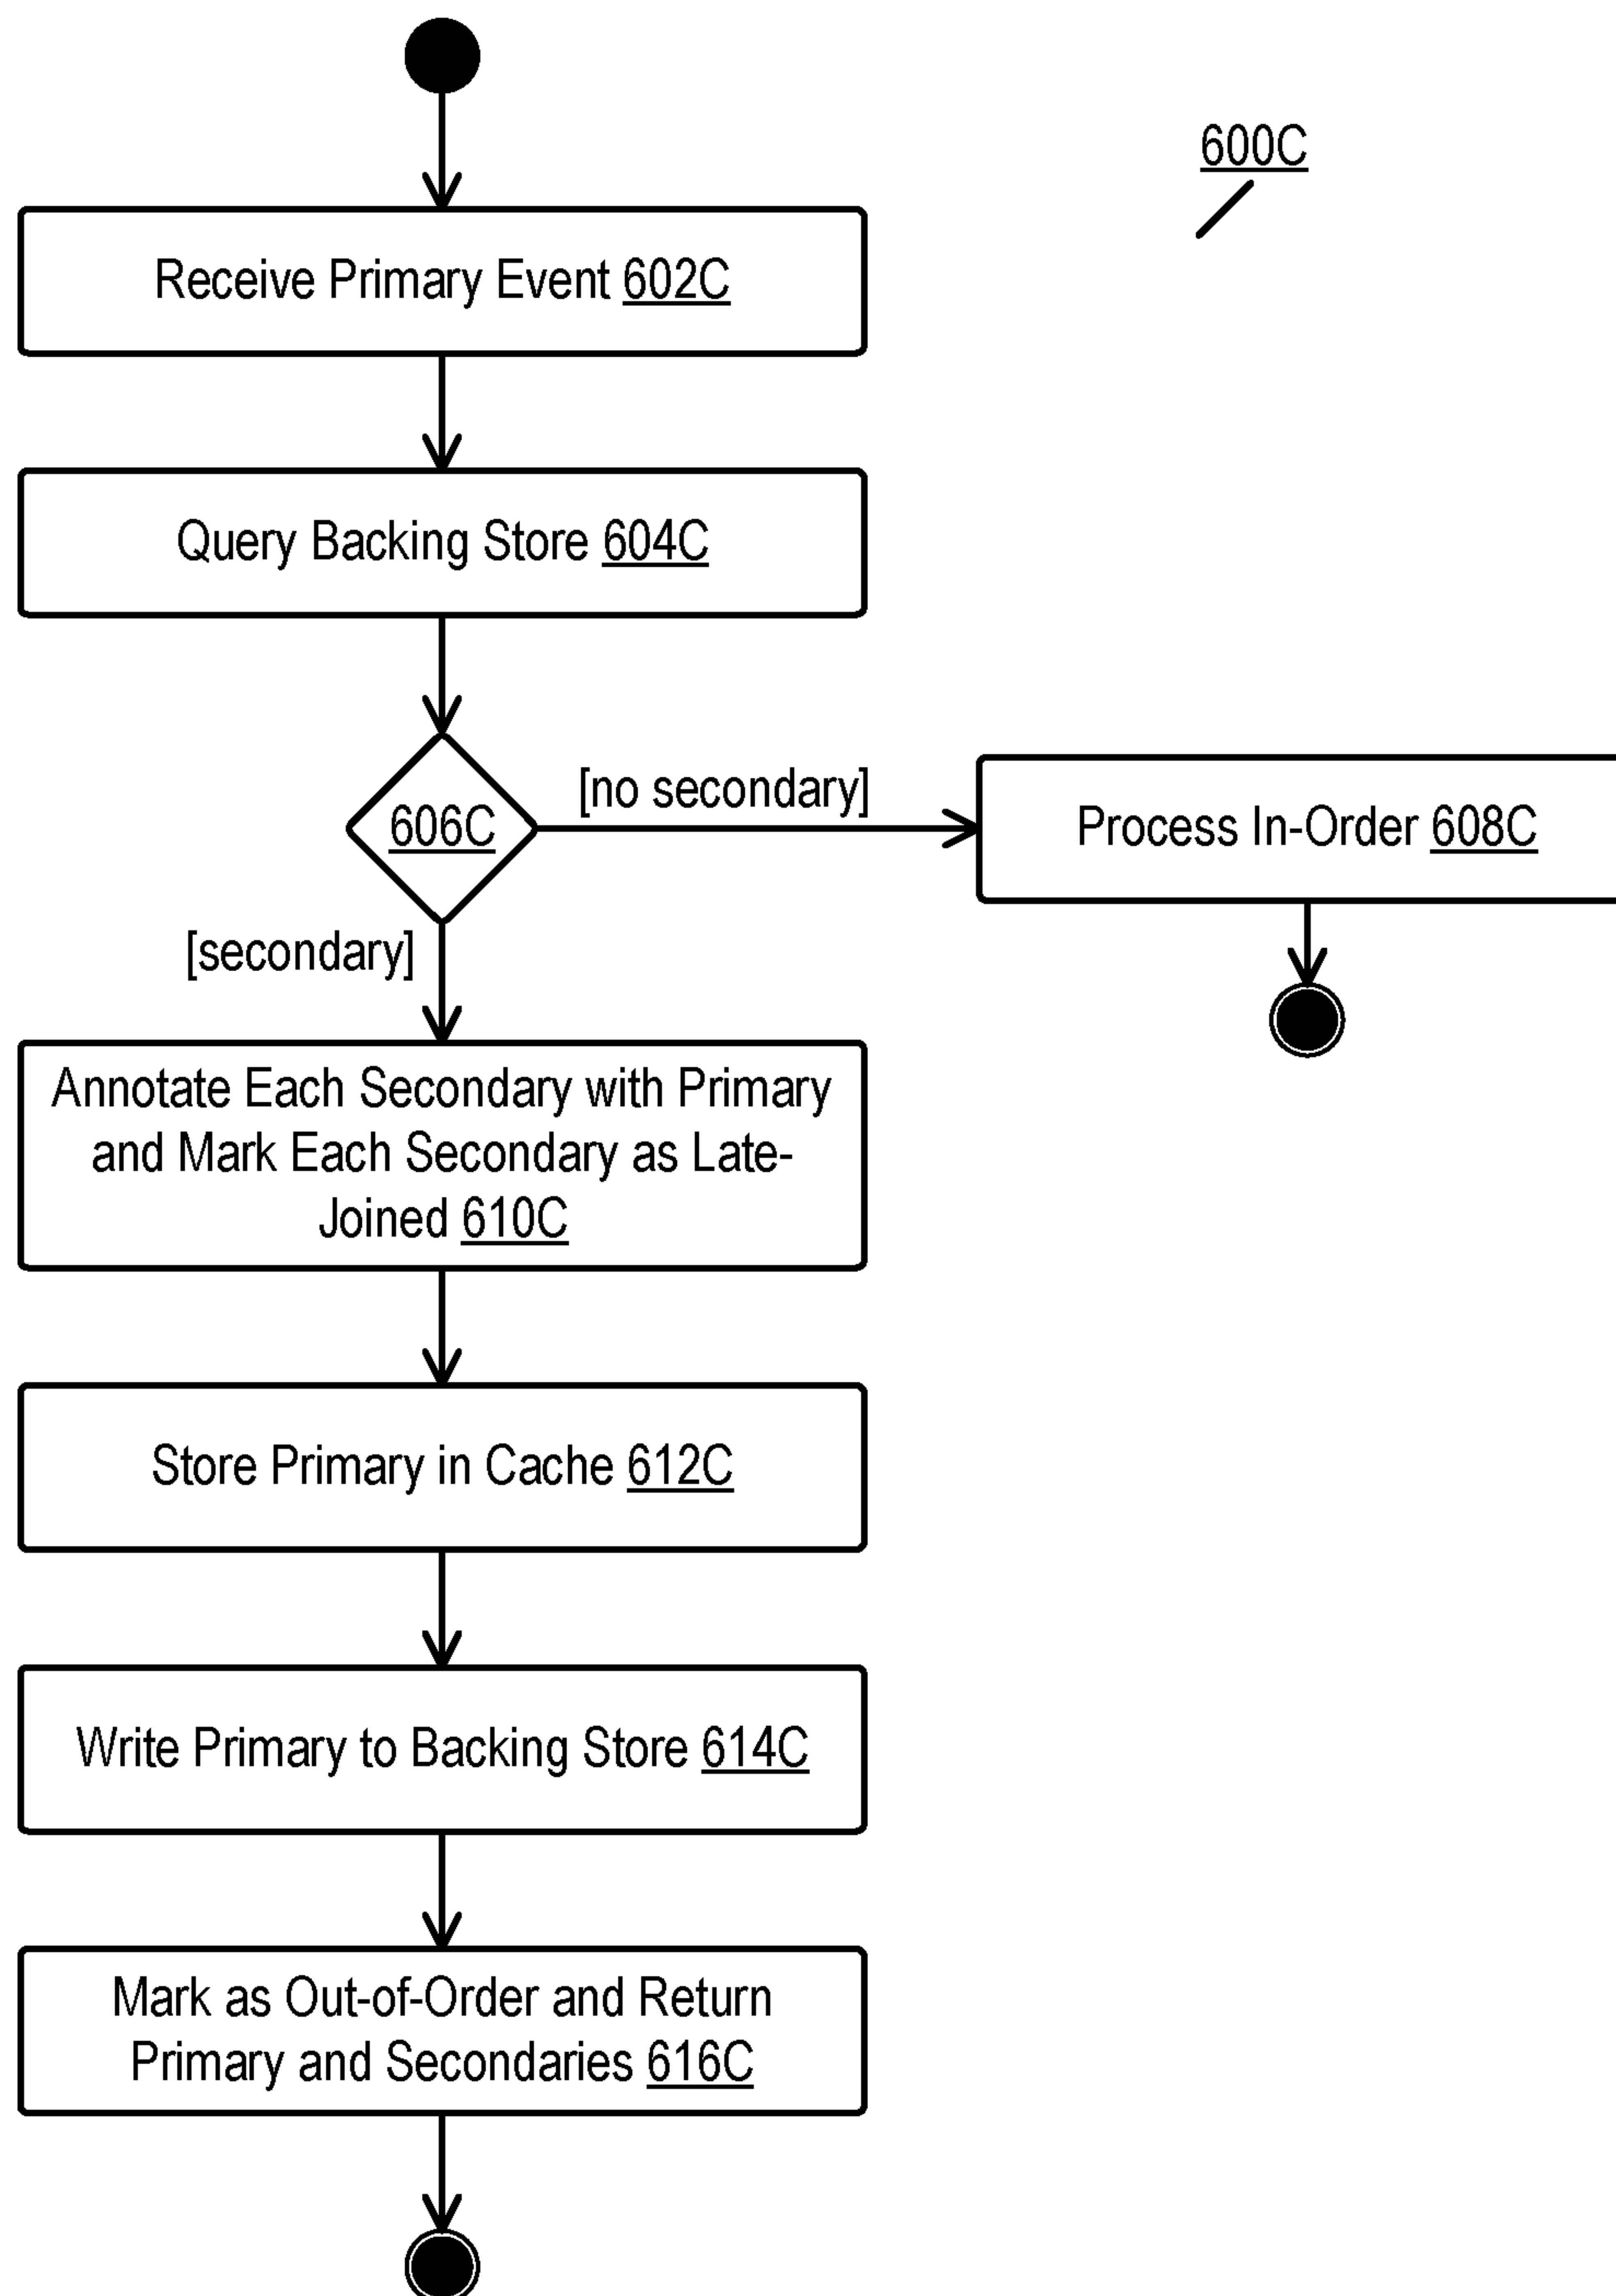 600C
Receive Primary Event 602C
Query Backing Store 604C
606C
[no secondary]
Process In-Order 608C
[secondary]
Annotate Each Secondary with Primary
and Mark Each Secondary as Late-
Joined 610C
Store Primary in Cache 612C
Write Primary to Backing Store 614C
Mark as Out-of-Order and Return
Primary and Secondaries 616C